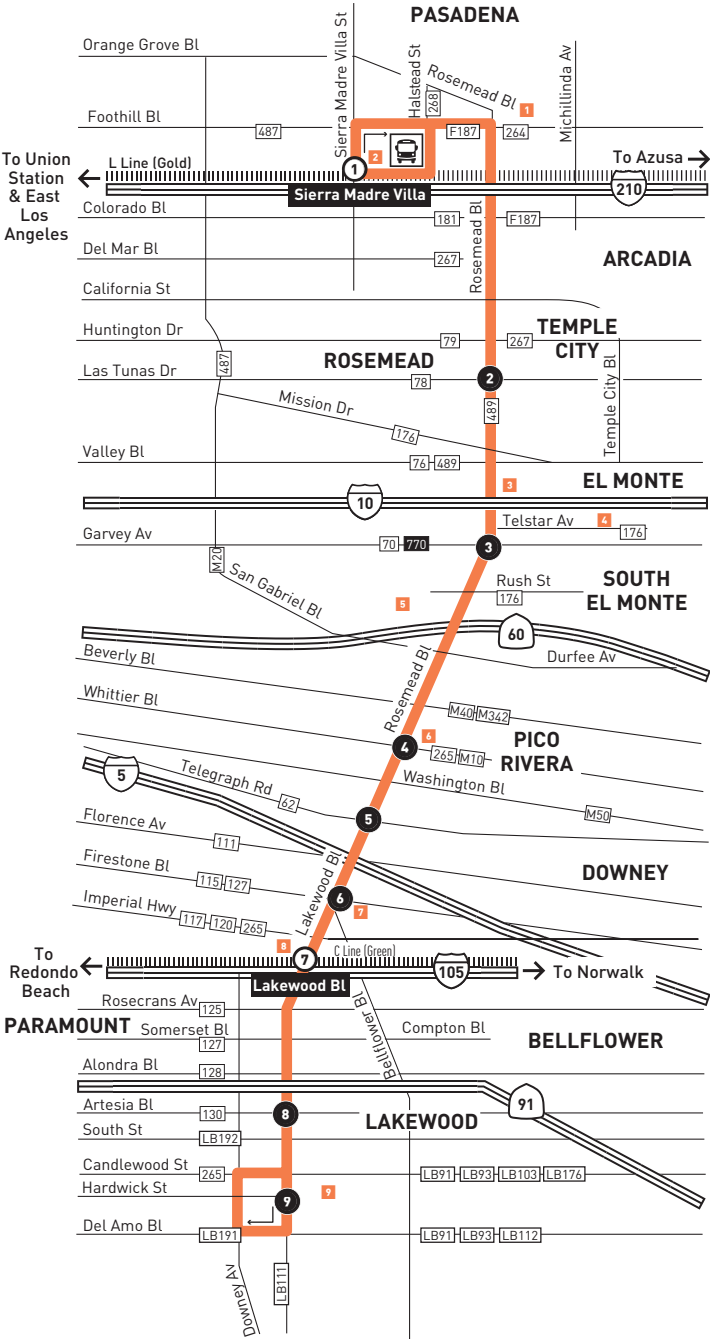 PASADENA
Orange Grove Bl
Sierra Madre Villa St
Halstead St
268
Rosemead Bl
1
Michillinda Av
Foothill Bl
487
F187
264
2
1
To Union
Station
& East
Los
Angeles
L Line (Gold)
To Azusa
Sierra Madre Villa
210
Colorado Bl
181
F187
Rosemead Bl
Del Mar Bl
267
ARCADIA
California St
TEMPLE
CITY
Huntington Dr
79
267
487
ROSEMEAD
Las Tunas Dr
78
2
Temple City Bl
489
Mission Dr
176
Valley Bl
76
489
3
EL MONTE
10
Telstar Av
4
176
Garvey Av
70
770
3
M20
San Gabriel Bl
Rush St
176
SOUTH
EL MONTE
5
60
Durfee Av
Beverly Bl
Rosemead Bl
Whittier Bl
M40
M342
6
4
265
M10
PICO
RIVERA
5
Telegraph Rd
62
Washington Bl
M50
Florence Av
111
5
DOWNEY
Firestone Bl
115
127
Lakewood Bl
6
7
Imperial Hwy
117
120
265
8
C Line (Green)
7
To
Redondo
Beach
105
To Norwalk
Lakewood Bl
Rosecrans Av
125
Bellflower Bl
PARAMOUNT
Somerset Bl
127
Compton Bl
BELLFLOWER
Alondra Bl
128
91
Artesia Bl
130
8
LAKEWOOD
South St
LB192
Candlewood St
265
LB91
LB93
LB103
LB176
Hardwick St
9
9
Del Amo Bl
LB191
LB91
LB93
LB112
Downey Av
LB111